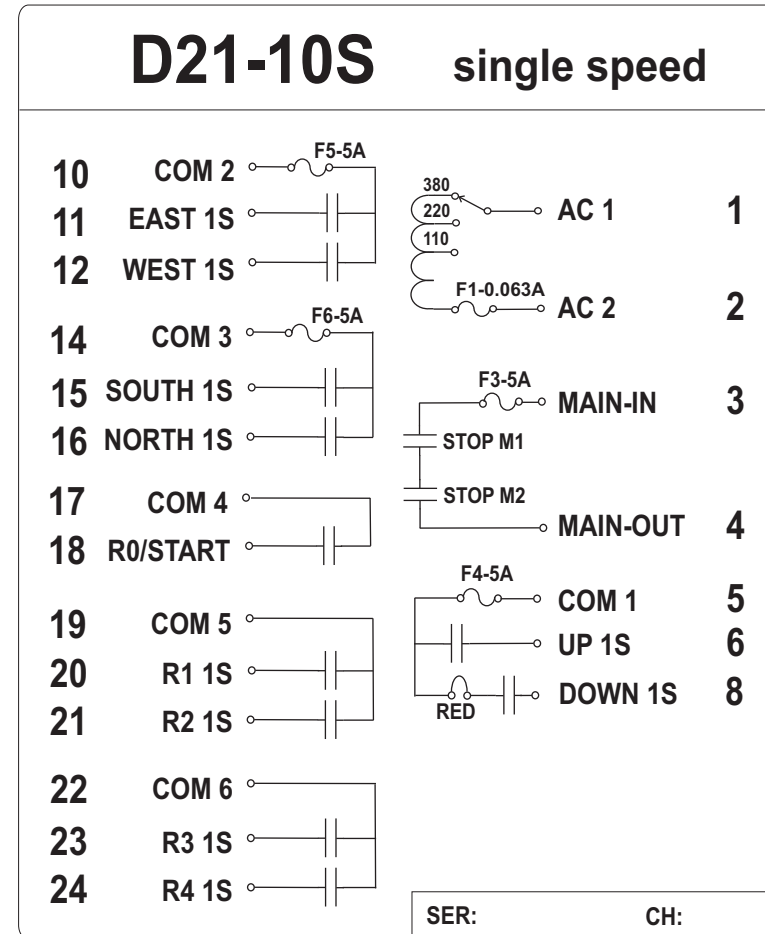 D21-10S single speed
F5-5A
10 COM 2
11 EAST 1S
12 WEST 1S
F6-5A
14 COM 3
15 SOUTH 1S
16 NORTH 1S
17 COM 4
18 R0/START
19 COM 5
20 R1 1S
21 R2 1S
22 COM 6
23 R3 1S
24 R4 1S
380
220
110
AC 1 1
F1-0.063A
AC 2 2
F3-5A
MAIN-IN 3
STOP M1
STOP M2
MAIN-OUT 4
F4-5A
COM 1 5
UP 1S 6
RED
DOWN 1S 8
SER: CH: